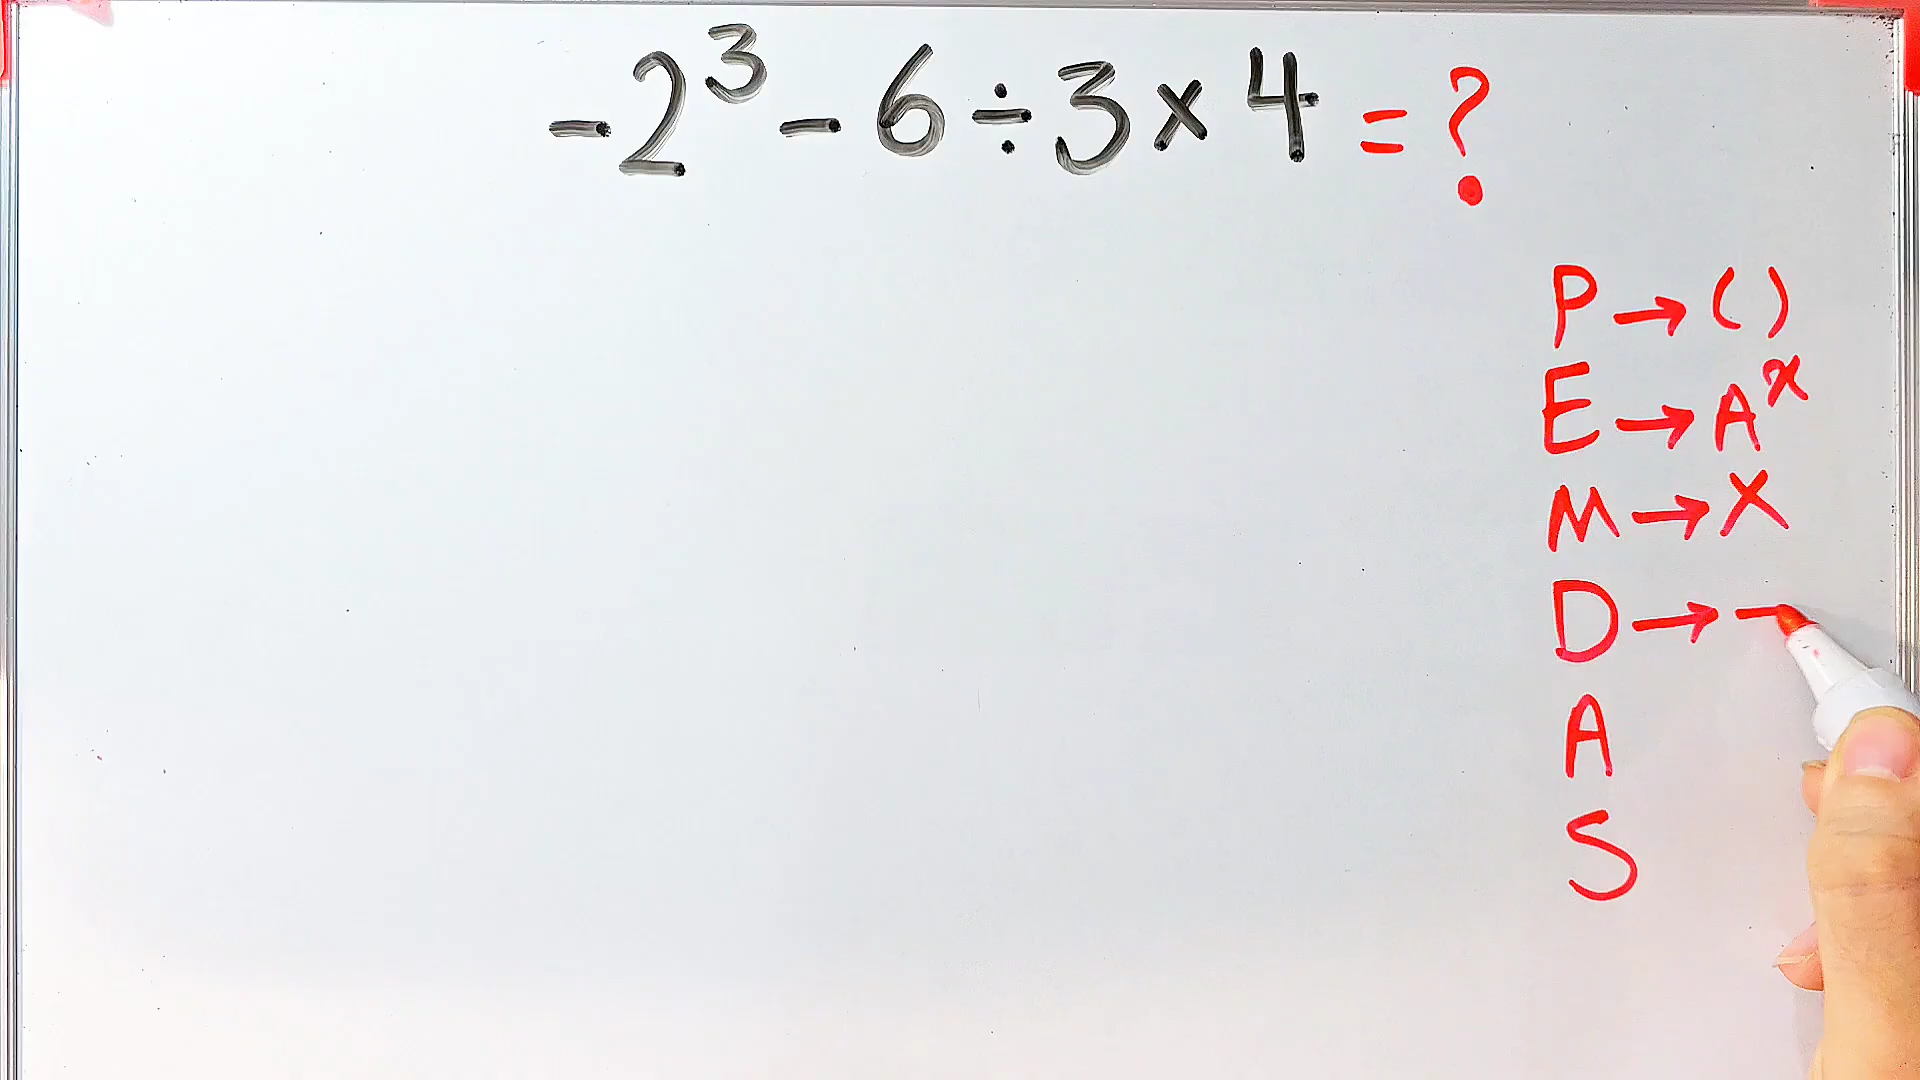 -2³ - 6 ÷ 3 × 4 = ?
P → ( )
E → Aˣ
M → X
D → -
A
S